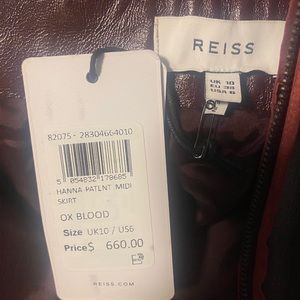 REISS
UK 10
EU 38
USA 6
82075 - 28304664010
5 054832 178685
HANNA PATENT MIDI
SKIRT
OX BLOOD
Size UK10 / US6
Price $ 660.00
REISS.COM